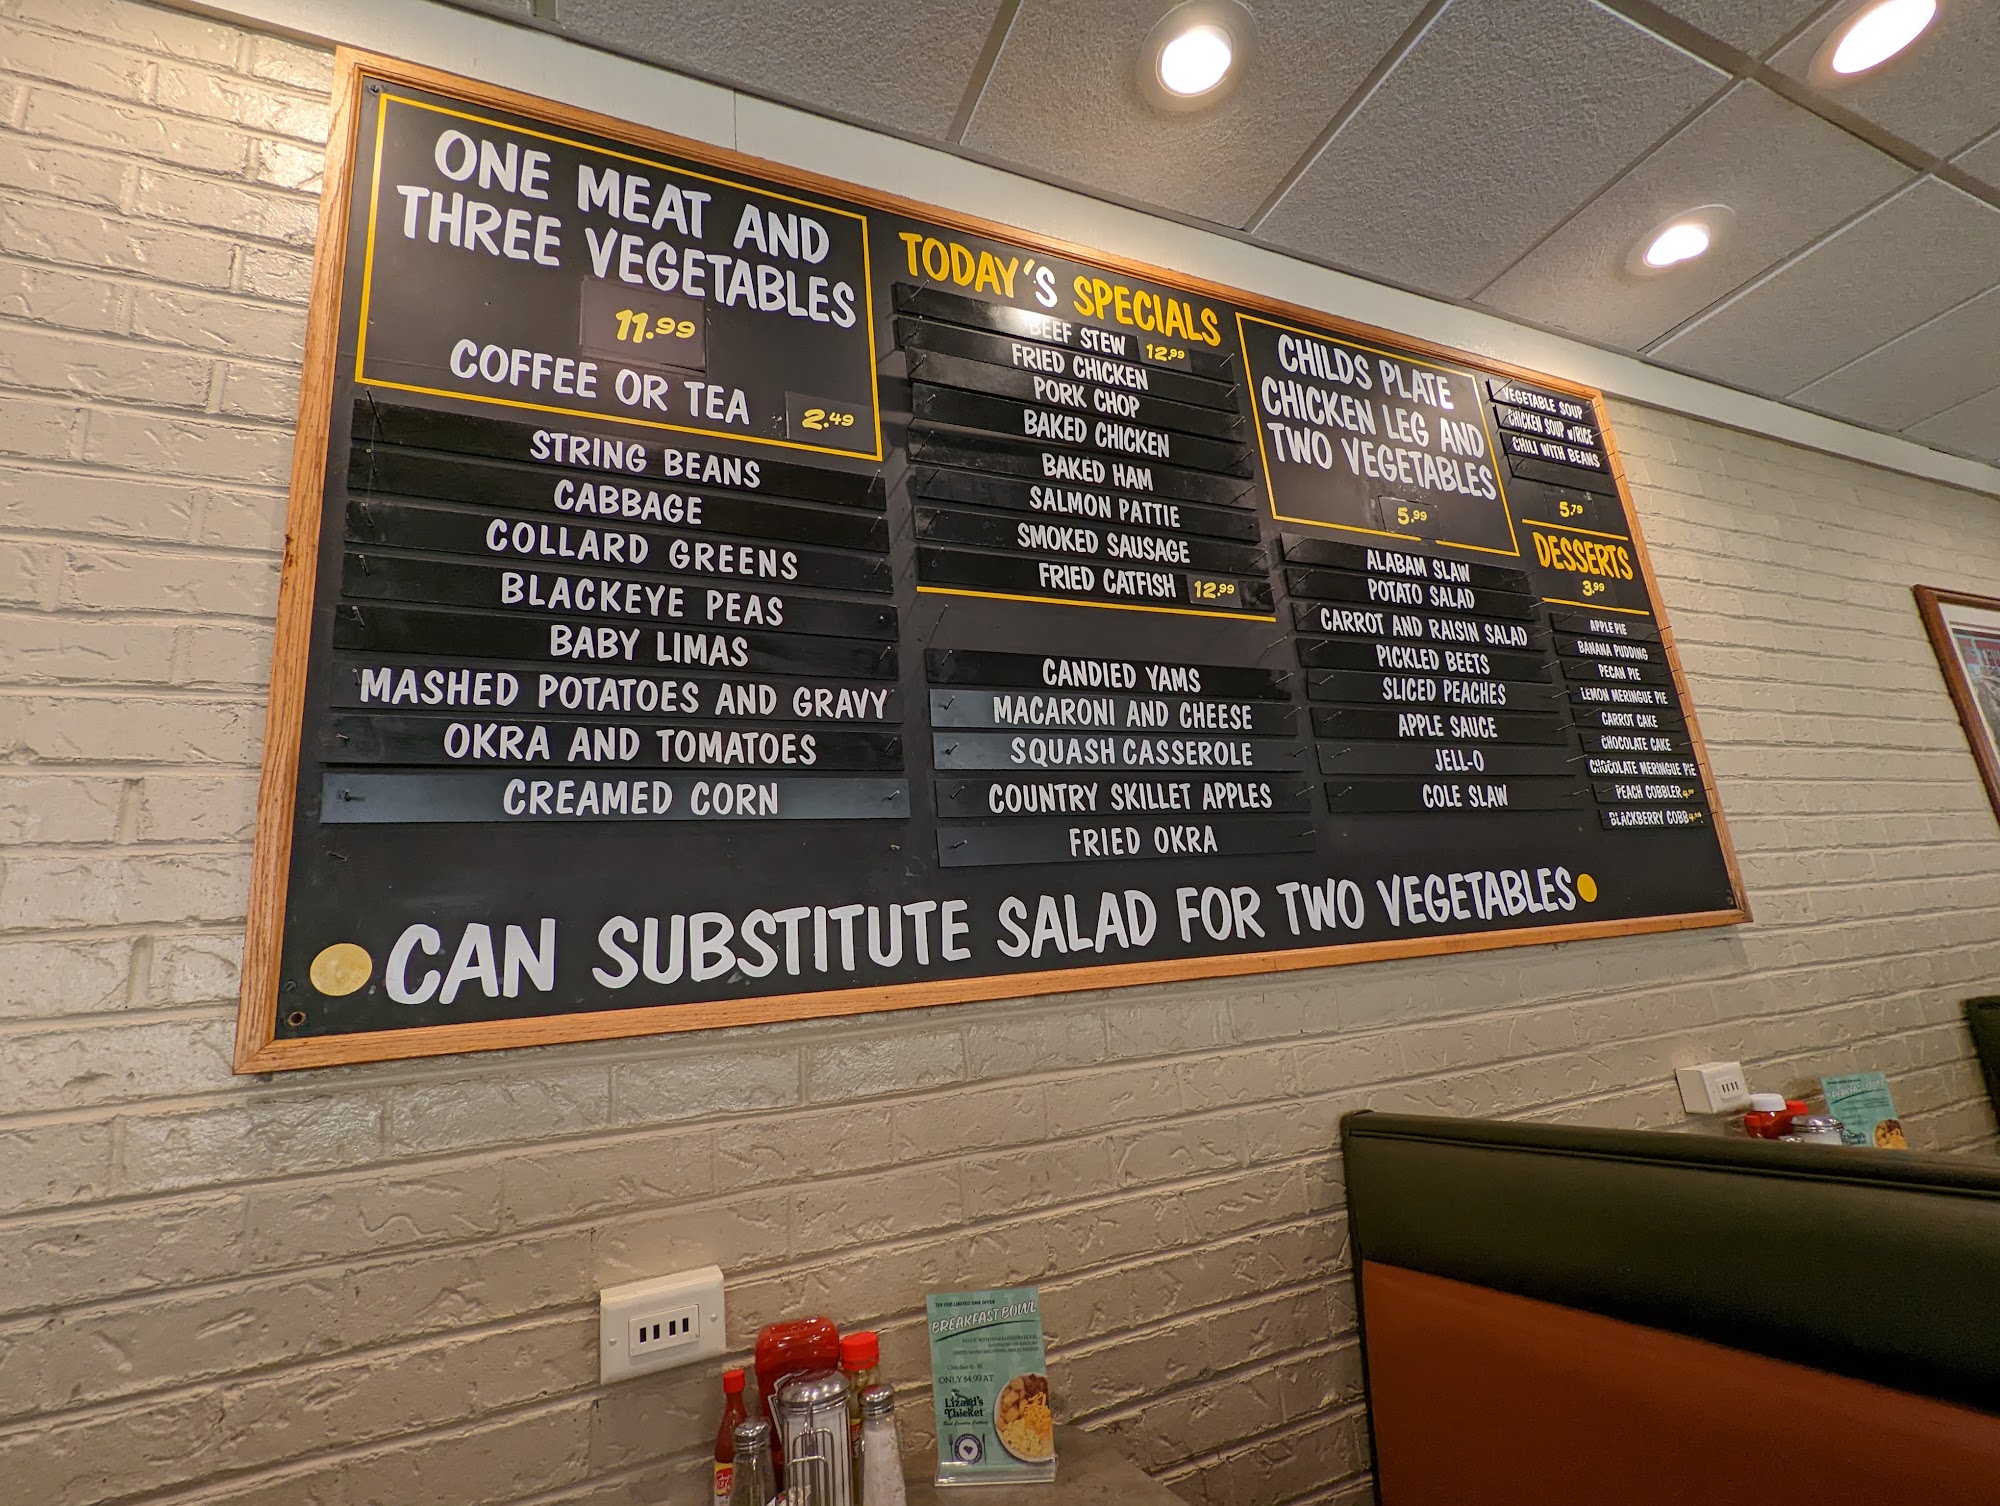 ONE MEAT AND
THREE VEGETABLES
11.99
COFFEE OR TEA 2.49
STRING BEANS
CABBAGE
COLLARD GREENS
BLACKEYE PEAS
BABY LIMAS
MASHED POTATOES AND GRAVY
OKRA AND TOMATOES
CREAMED CORN
TODAY'S SPECIALS
BEEF STEW 12.99
FRIED CHICKEN
PORK CHOP
BAKED CHICKEN
BAKED HAM
SALMON PATTIE
SMOKED SAUSAGE
FRIED CATFISH 12.99
CANDIED YAMS
MACARONI AND CHEESE
SQUASH CASSEROLE
COUNTRY SKILLET APPLES
FRIED OKRA
CHILDS PLATE
CHICKEN LEG AND
TWO VEGETABLES
5.99
ALABAM SLAW
POTATO SALAD
CARROT AND RAISIN SALAD
PICKLED BEETS
SLICED PEACHES
APPLE SAUCE
JELL-O
COLE SLAW
VEGETABLE SOUP
CHICKEN SOUP W/RICE
CHILI WITH BEANS
5.79
DESSERTS
3.99
APPLE PIE
BANANA PUDDING
PECAN PIE
LEMON MERINGUE PIE
CARROT CAKE
CHOCOLATE CAKE
CHOCOLATE MERINGUE PIE
PEACH COBBLER
BLACKBERRY COBB
CAN SUBSTITUTE SALAD FOR TWO VEGETABLES
BREAKFAST BOWL
ONLY $4.99 AT
Lizard's
Thicket